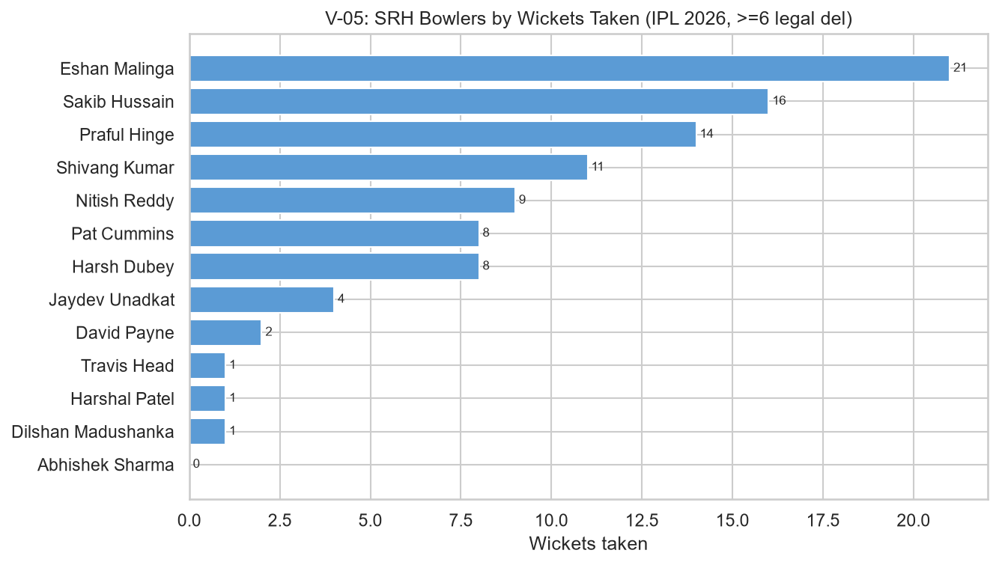 V-05: SRH Bowlers by Wickets Taken (IPL 2026, >=6 legal del)
Eshan Malinga 21
Sakib Hussain 16
Praful Hinge 14
Shivang Kumar 11
Nitish Reddy 9
Pat Cummins 8
Harsh Dubey 8
Jaydev Unadkat 4
David Payne 2
Travis Head 1
Harshal Patel 1
Dilshan Madushanka 1
Abhishek Sharma 0
0.0 2.5 5.0 7.5 10.0 12.5 15.0 17.5 20.0
Wickets taken